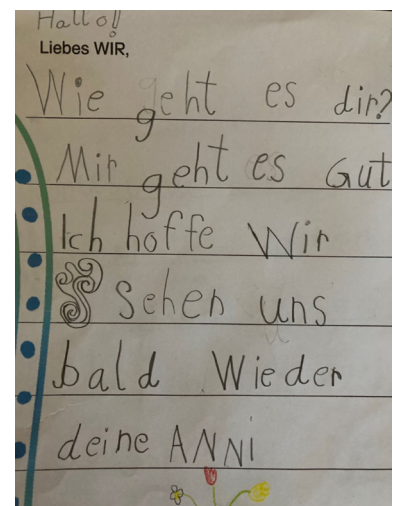 Hallo!!
Liebes WIR,
Wie geht es dir?
Mir geht es Gut
Ich hoffe Wir
sehen uns
bald Wieder
deine ANNi